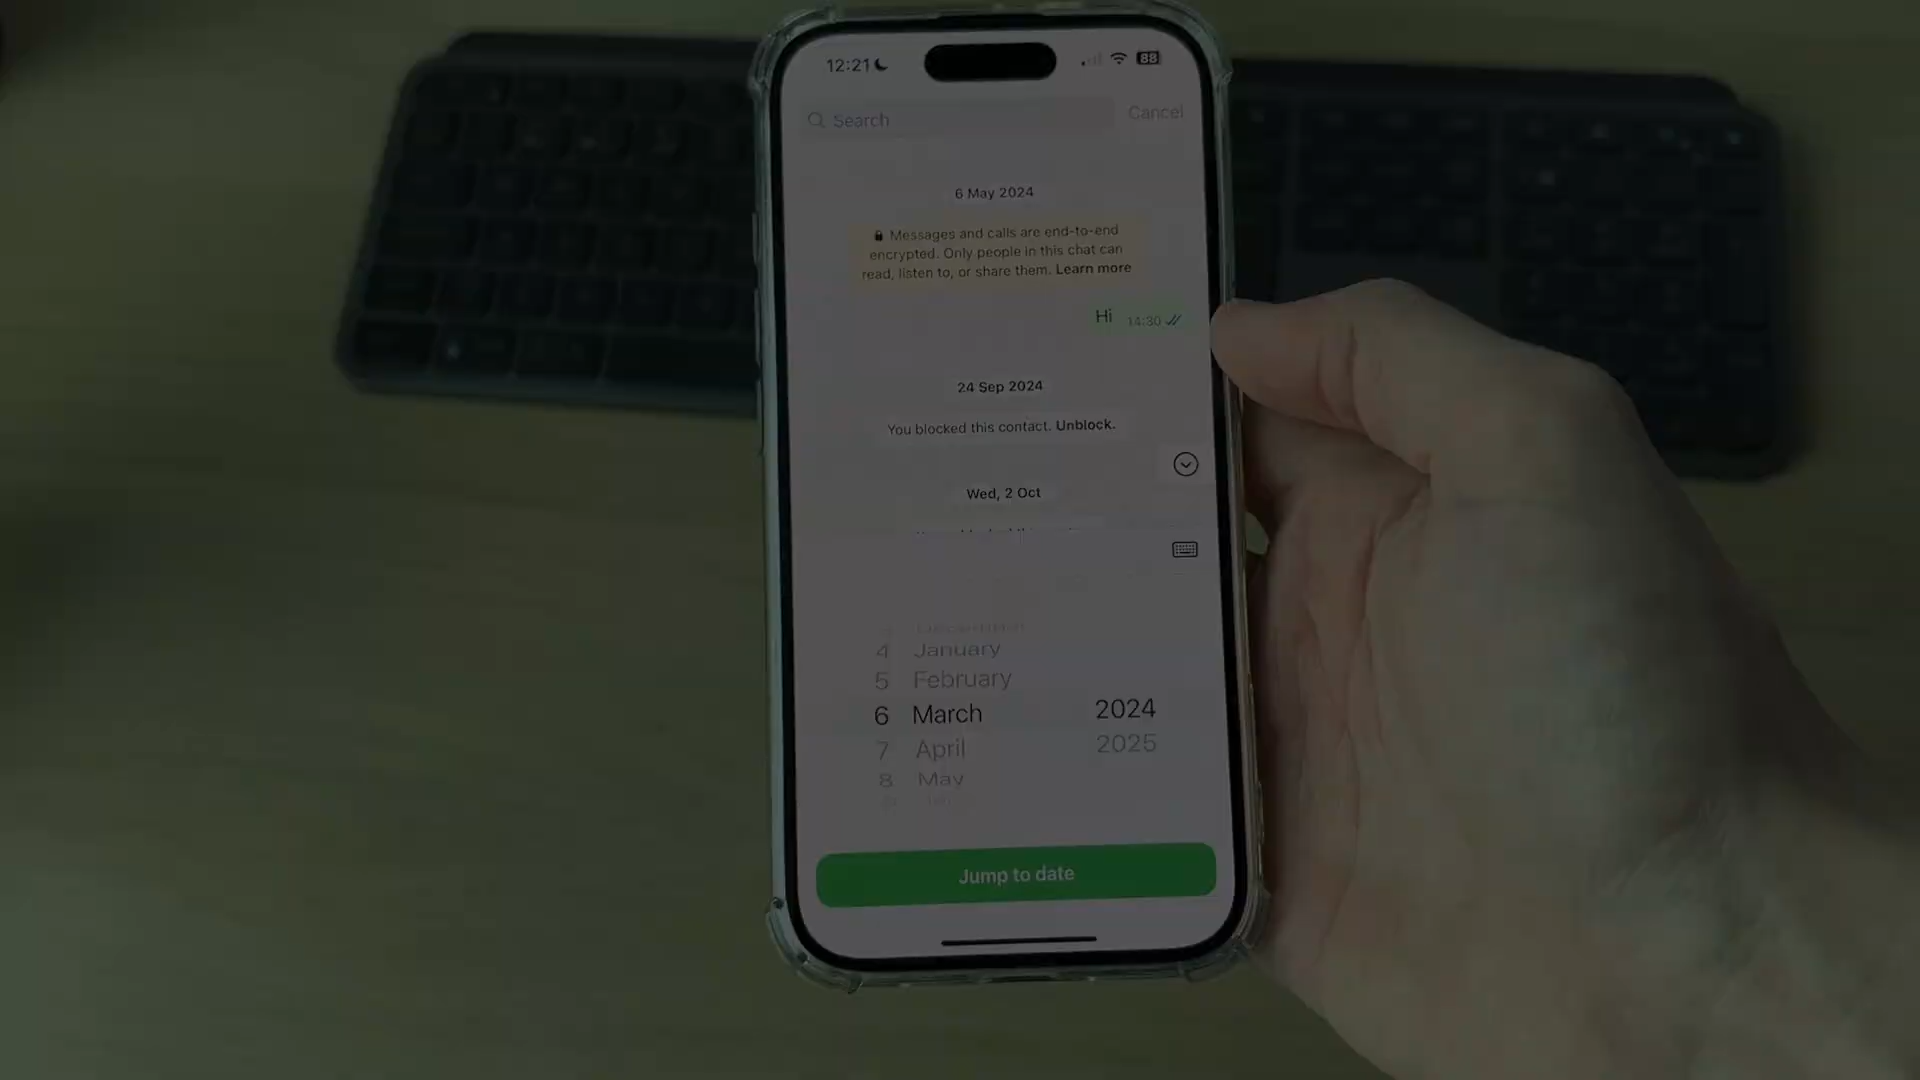 12:21
88
Search
Cancel
6 May 2024
Messages and calls are end-to-end
encrypted. Only people in this chat can
read, listen to, or share them. Learn more
Hi 14:30
24 Sep 2024
You blocked this contact. Unblock.
Wed, 2 Oct
December
4 January
5 February
6 March 2024
7 April 2025
8 May
Jump to date